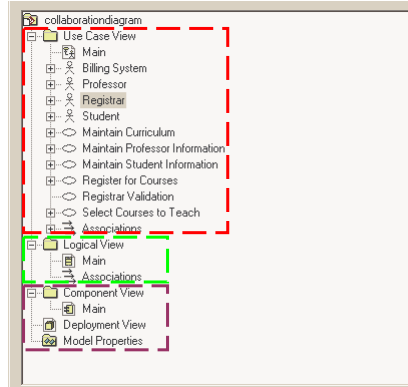 collaborationdiagram
Use Case View
Main
Billing System
Professor
Registrar
Student
Maintain Curriculum
Maintain Professor Information
Maintain Student Information
Register for Courses
Registrar Validation
Select Courses to Teach
Associations
Logical View
Main
Associations
Component View
Main
Deployment View
Model Properties